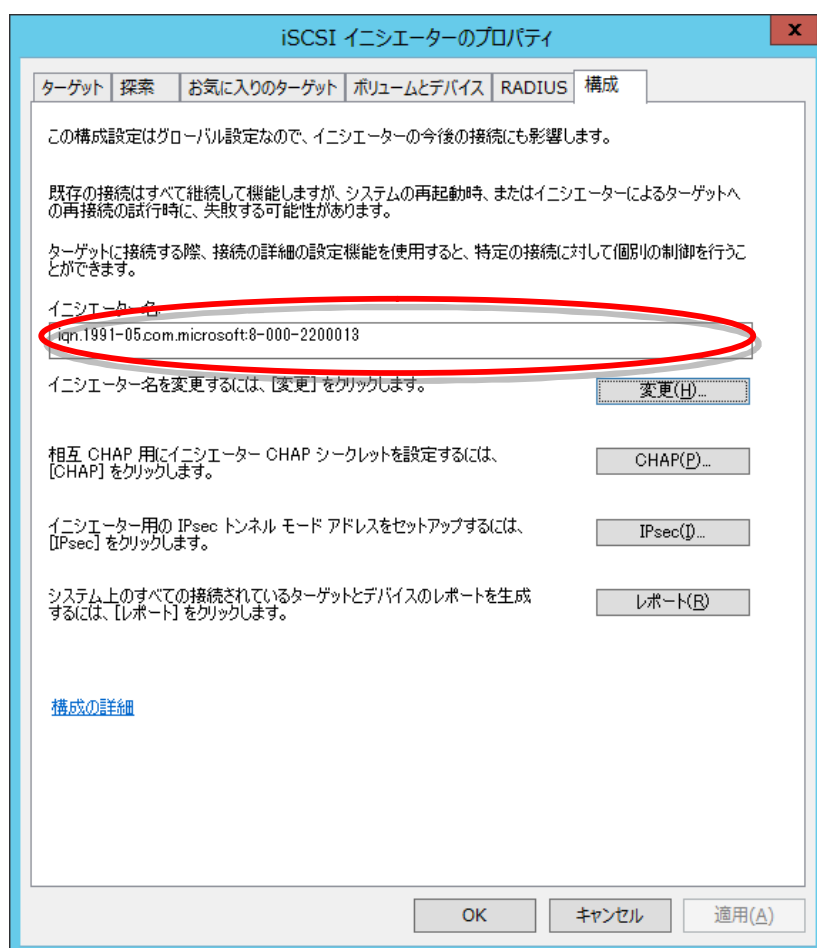 iSCSI イニシエーターのプロパティ
x
ターゲット 探索 お気に入りのターゲット ボリュームとデバイス RADIUS 構成
この構成設定はグローバル設定なので、イニシエーターの今後の接続にも影響します。
既存の接続はすべて継続して機能しますが、システムの再起動時、またはイニシエーターによるターゲットへ
の再接続の試行時に、失敗する可能性があります。
ターゲットに接続する際、接続の詳細の設定機能を使用すると、特定の接続に対して個別の制御を行うこ
とができます。
イニシエーター名:
iqn.1991-05.com.microsoft:8-000-2200013
イニシエーター名を変更するには、[変更] をクリックします。
変更(H)...
相互 CHAP 用にイニシエーター CHAP シークレットを設定するには、
[CHAP] をクリックします。
CHAP(P)...
イニシエーター用の IPsec トンネル モード アドレスをセットアップするには、
[IPsec] をクリックします。
IPsec(I)...
システム上のすべての接続されているターゲットとデバイスのレポートを生成
するには、[レポート] をクリックします。
レポート(R)
構成の詳細
OK キャンセル 適用(A)